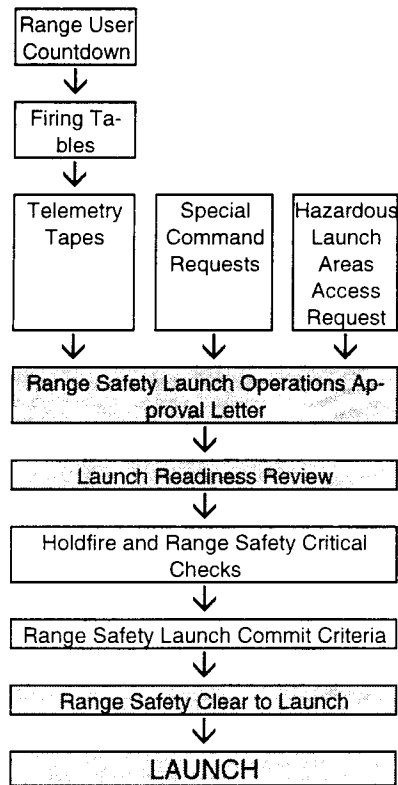 Range User
Countdown
Firing Ta-
bles
Telemetry
Tapes
Special
Command
Requests
Hazardous
Launch
Areas
Access
Request
Range Safety Launch Operations Ap-
proval Letter
Launch Readiness Review
Holdfire and Range Safety Critical
Checks
Range Safety Launch Commit Criteria
Range Safety Clear to Launch
LAUNCH